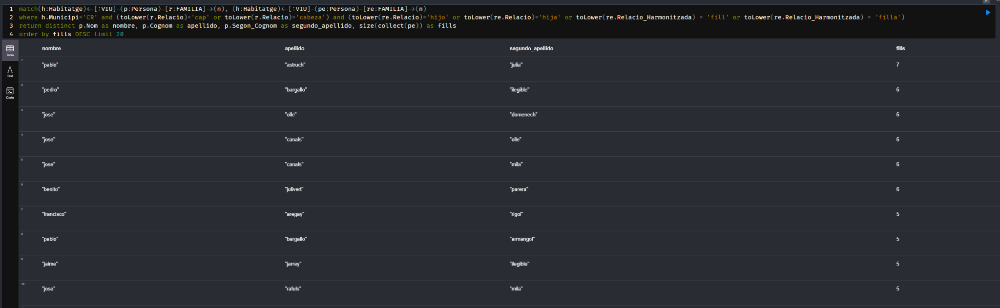 1 match(h:Habitatge)<-[:VIU]-(p:Persona)-[r:FAMILIA]->(n), (h:Habitatge)<-[:VIU]-(pe:Persona)-[re:FAMILIA]->(n)
2 where h.Municipi='CR' and (toLower(r.Relacio)='cap' or toLower(r.Relacio)='cabeza') and (toLower(re.Relacio)='hijo' or toLower(re.Relacio)='hija' or toLower(re.Relacio_Harmonitzada) = 'fill' or toLower(re.Relacio_Harmonitzada) = 'filla')
3 return distinct p.Nom as nombre, p.Cognom as apellido, p.Segon_Cognom as segundo_apellido, size(collect(pe)) as fills
4 order by fills DESC limit 20
Table
Text
Code
nombre apellido segundo_apellido fills
1 "pablo" "astruch" "julia" 7
2 "pedro" "bargallo" "ilegible" 6
3 "jose" "olle" "domenech" 6
4 "jose" "canals" "olle" 6
5 "jose" "canals" "mila" 6
6 "benito" "julivert" "parera" 6
7 "francisco" "aregay" "rigol" 5
8 "pablo" "bargallo" "armangol" 5
9 "jaime" "jarrey" "ilegible" 5
10 "jose" "rafuls" "mila" 5